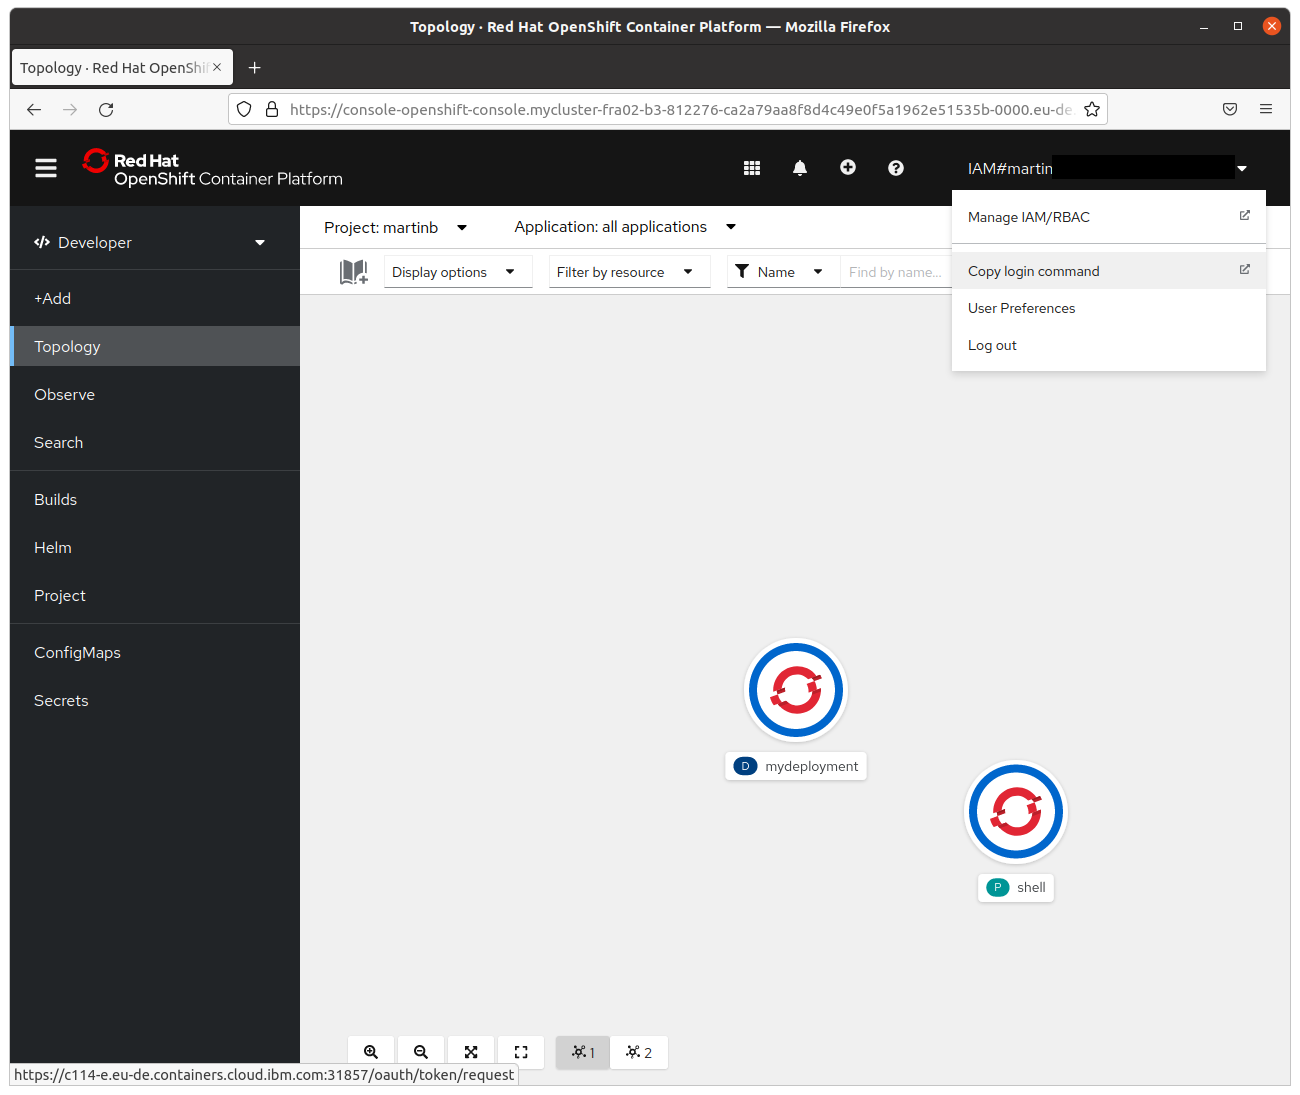 Topology · Red Hat OpenShift Container Platform — Mozilla Firefox
Topology · Red Hat OpenShif
https://console-openshift-console.mycluster-fra02-b3-812276-ca2a79aa8f8d4c49e0f5a1962e51535b-0000.eu-de.
Red Hat
OpenShift Container Platform
IAM#martin
Manage IAM/RBAC
Copy login command
User Preferences
Log out
Developer
+Add
Topology
Observe
Search
Builds
Helm
Project
ConfigMaps
Secrets
Project: martinb
Application: all applications
Display options
Filter by resource
Name
Find by name...
D mydeployment
P shell
1
2
https://c114-e.eu-de.containers.cloud.ibm.com:31857/oauth/token/request